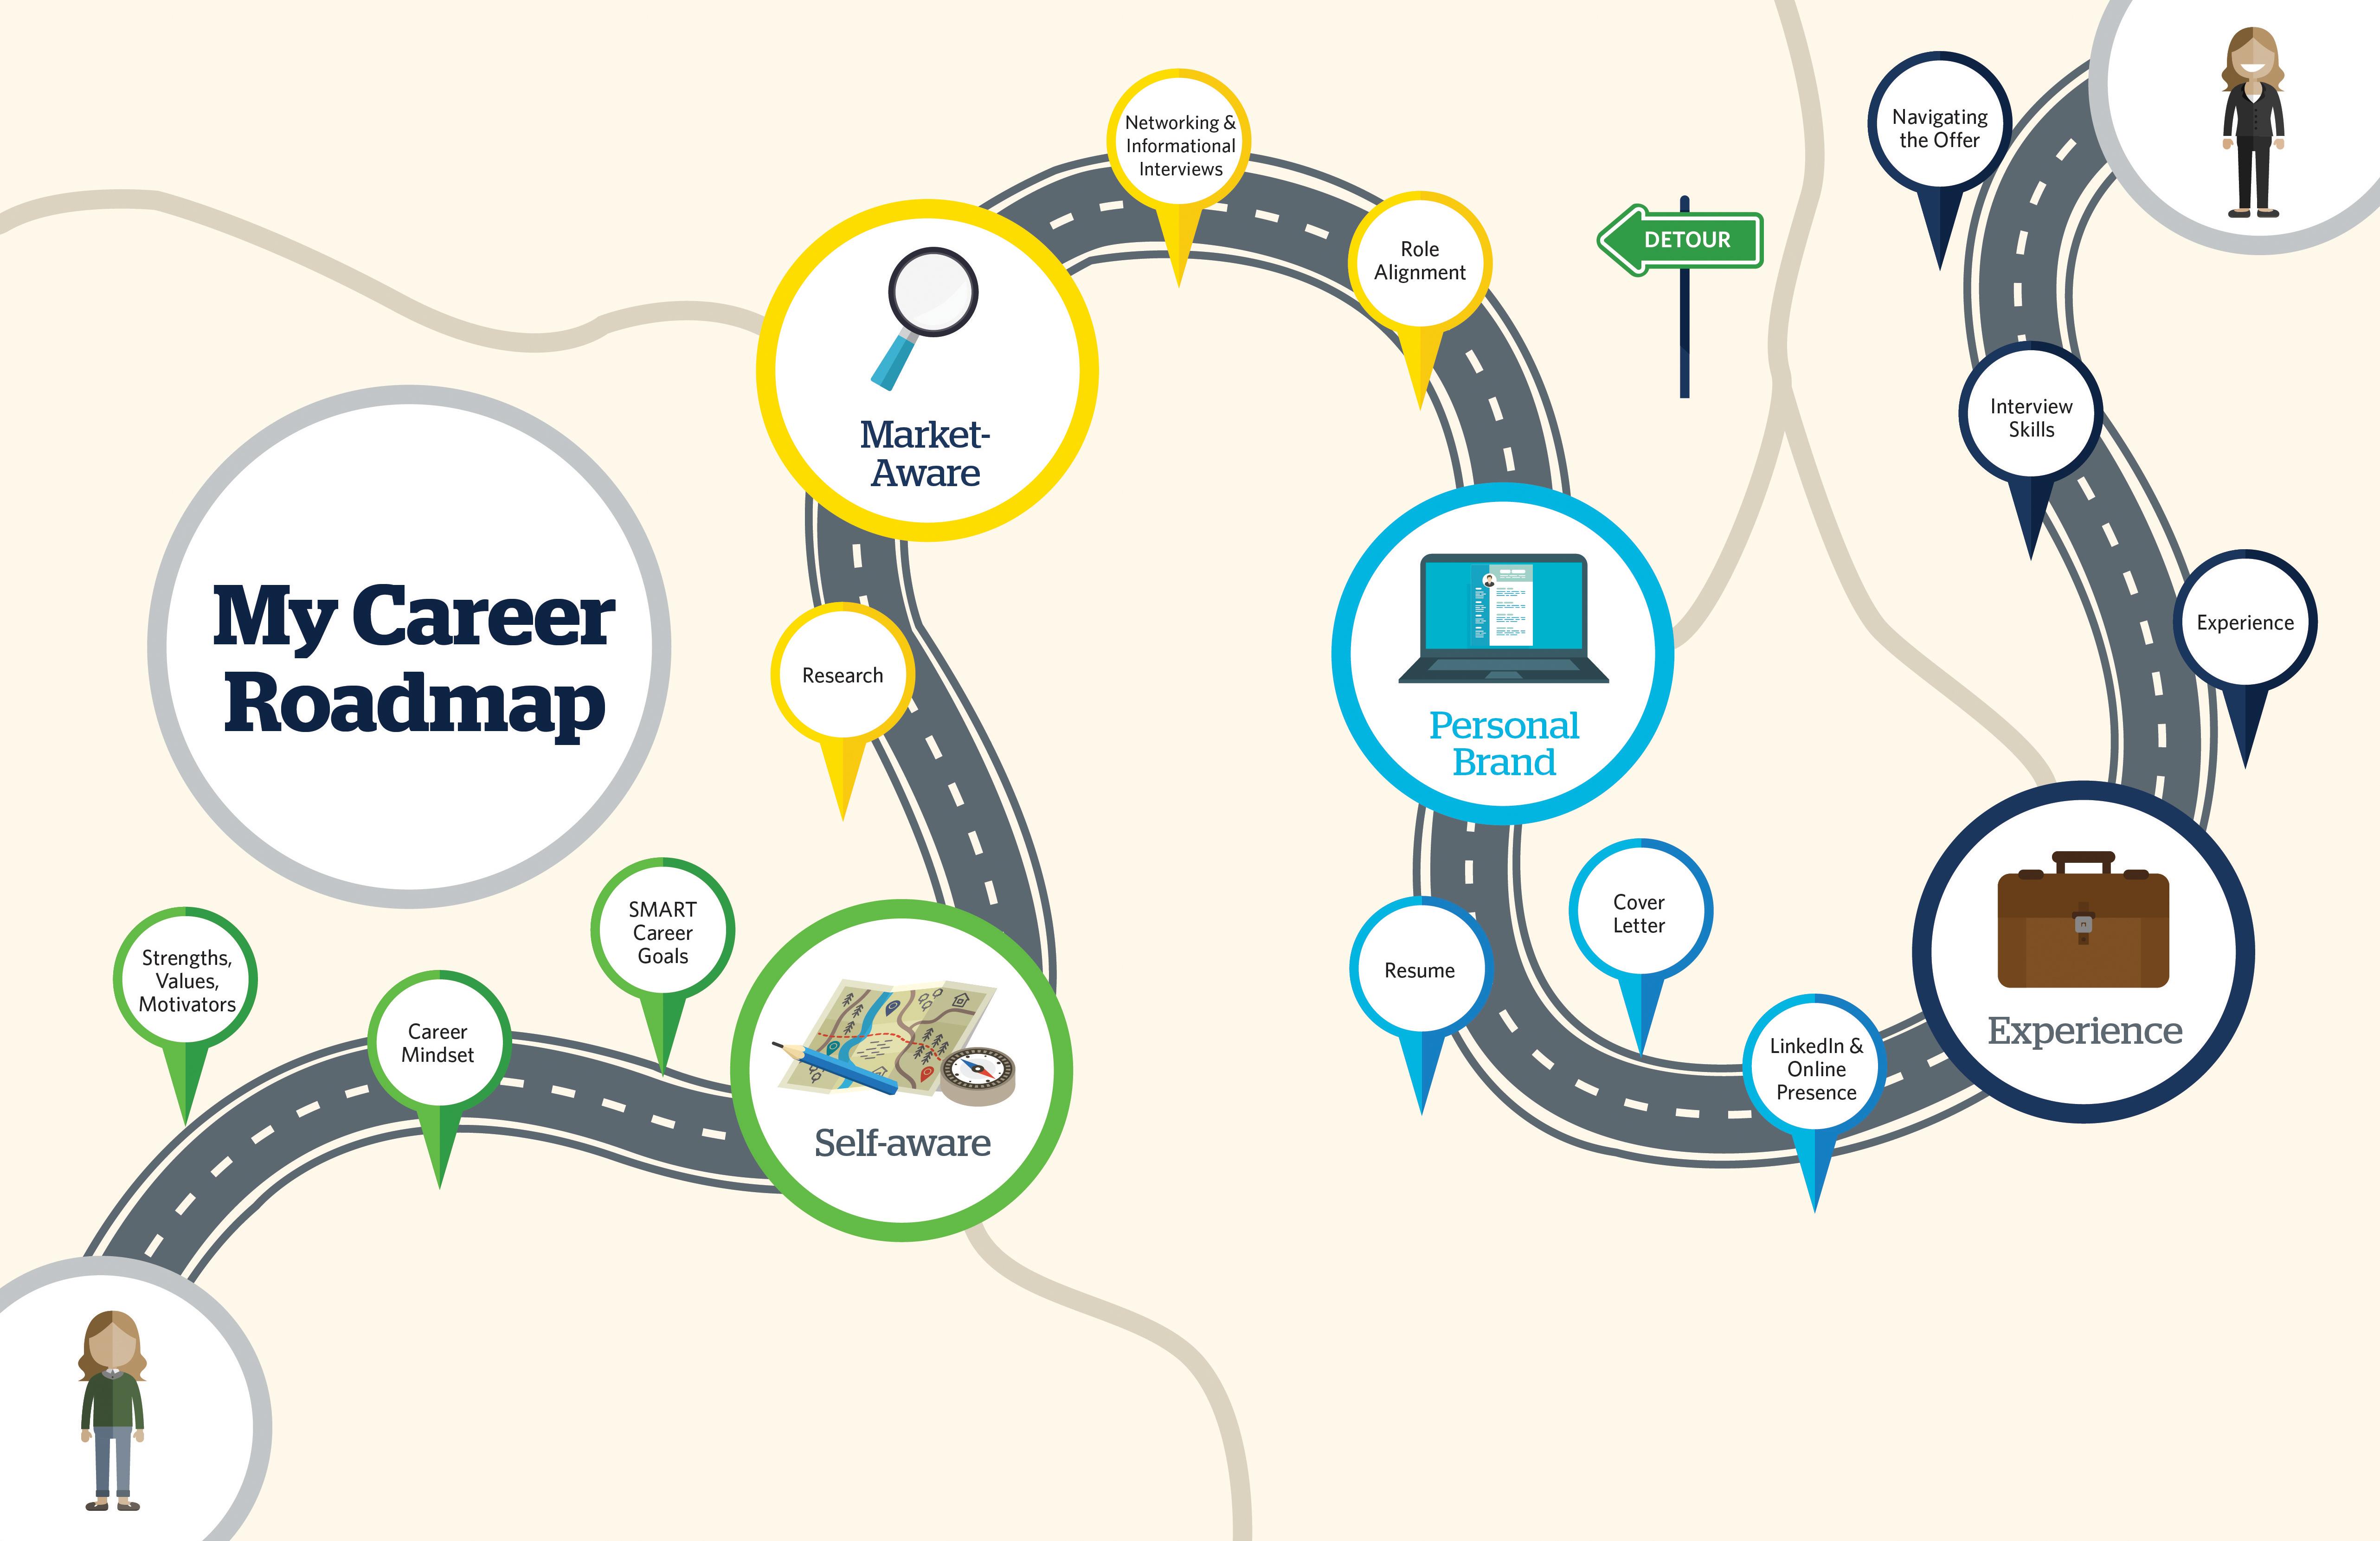 My Career
Roadmap
Strengths,
Values,
Motivators
Career
Mindset
SMART
Career
Goals
Self-aware
Research
Market-
Aware
Networking &
Informational
Interviews
Role
Alignment
DETOUR
Personal
Brand
Resume
Cover
Letter
LinkedIn &
Online
Presence
Experience
Experience
Interview
Skills
Navigating
the Offer